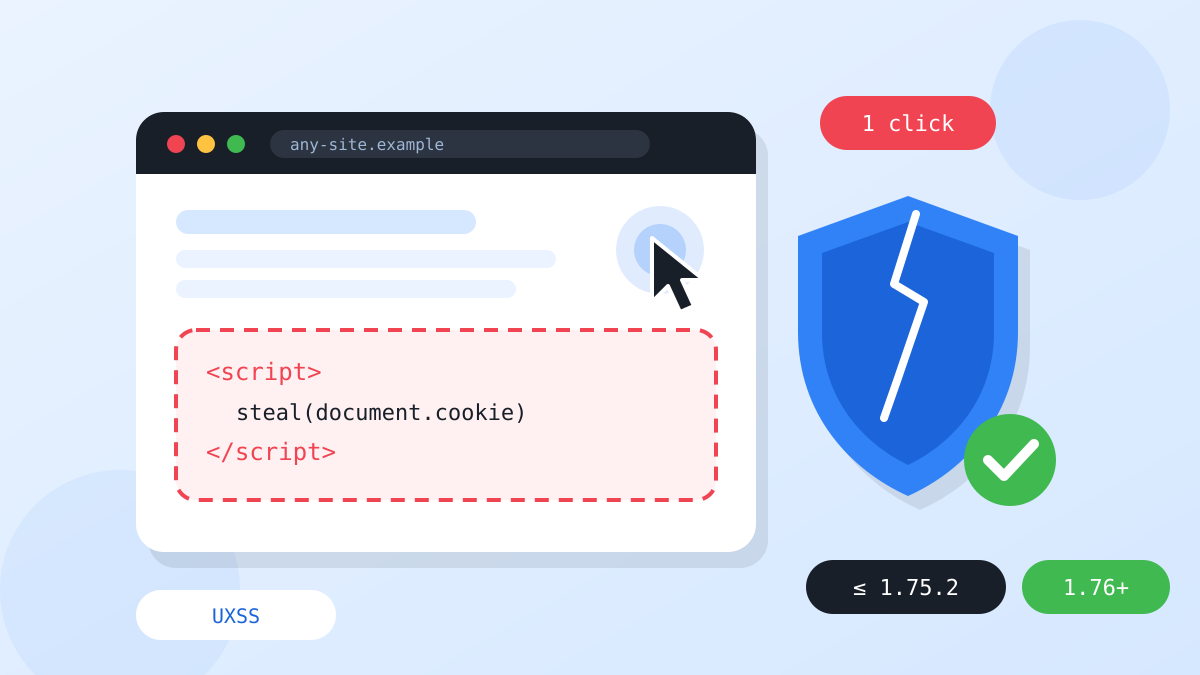 1 click
any-site.example
<script>
steal(document.cookie)
</script>
≤ 1.75.2
1.76+
UXSS